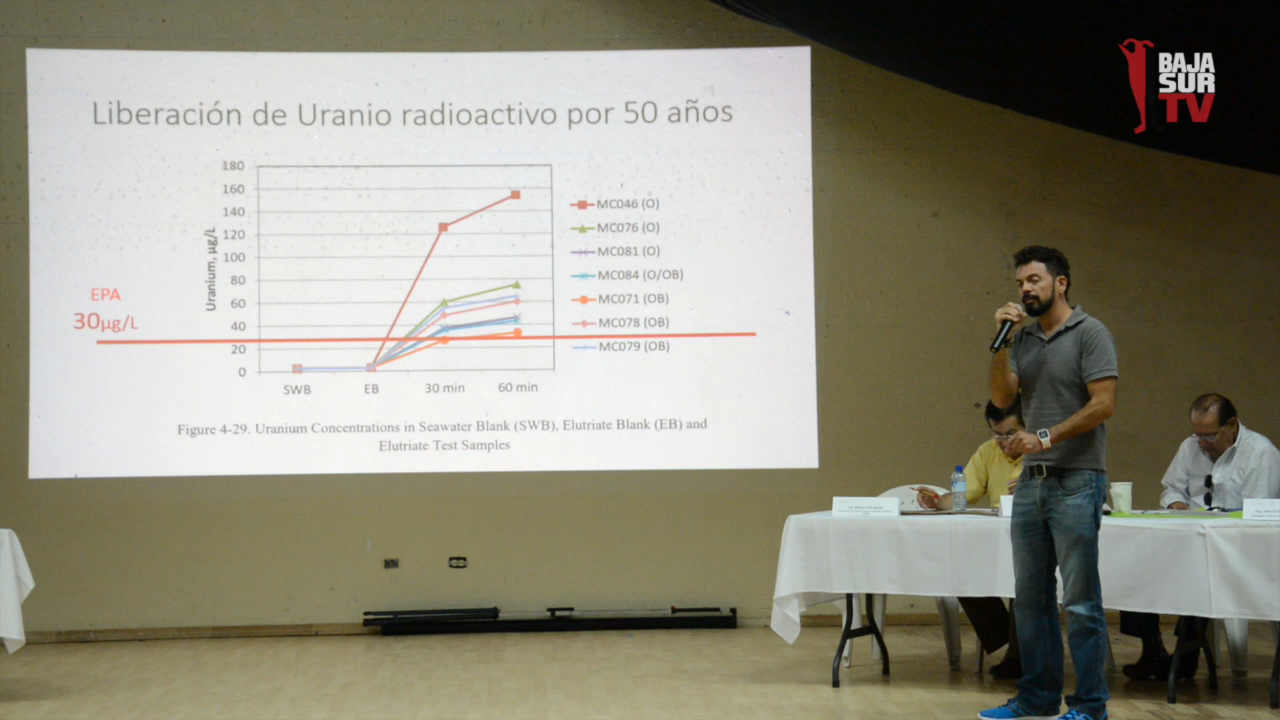 BAJA
SUR
TV
Liberación de Uranio radioactivo por 50 años
180
160
140
120
100
80
60
40
20
0
Uranium, µg/L
EPA
30µg/L
SWB EB 30 min 60 min
MC046 (O)
MC076 (O)
MC081 (O)
MC084 (O/OB)
MC071 (OB)
MC078 (OB)
MC079 (OB)
Figure 4-29. Uranium Concentrations in Seawater Blank (SWB), Elutriate Blank (EB) and
Elutriate Test Samples